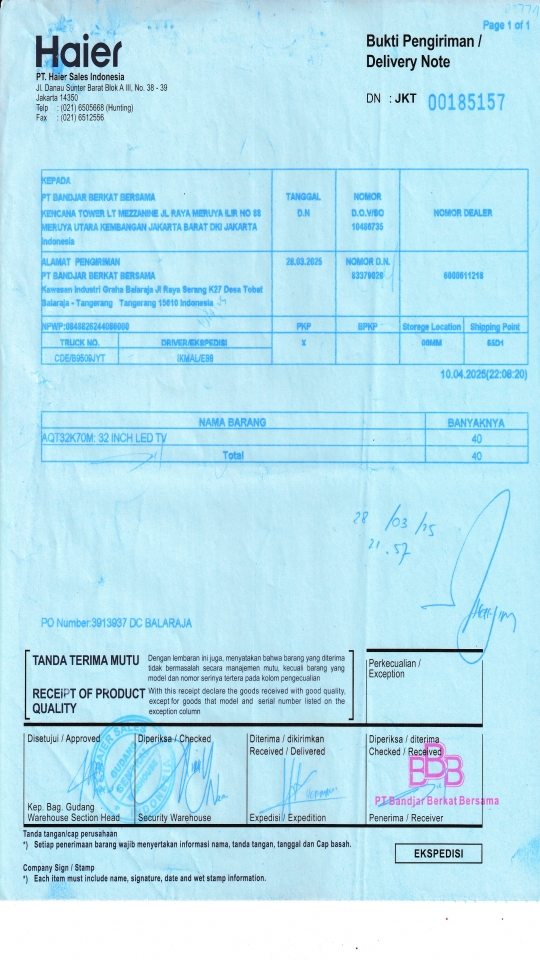 Page 1 of 1
Haier
Bukti Pengiriman /
Delivery Note
PT. Haier Sales Indonesia
Jl. Danau Sunter Barat Blok A III, No. 38 - 39
Jakarta 14350
Telp : (021) 6505668 (Hunting)
Fax : (021) 6512556
DN : JKT 00185157
KEPADA
PT BANDJAR BERKAT BERSAMA
KENCANA TOWER LT MEZZANINE JL RAYA MERUYA ILIR NO 88
MERUYA UTARA KEMBANGAN JAKARTA BARAT DKI JAKARTA
Indonesia
TANGGAL
D.N
NOMOR
D.O./SO
10486735
NOMOR DEALER
ALAMAT PENGIRIMAN
PT BANDJAR BERKAT BERSAMA
Kawasan Industri Graha Balaraja Jl Raya Serang K27 Desa Tobat
Balaraja - Tangerang Tangerang 15610 Indonesia
28.03.2025
NOMOR D.N.
83379029
6000611218
NPWP:
PKP
BPKP
Storage Location
Shipping Point
TRUCK NO.
DRIVER/EKSPEDISI
X
CDE/B9509JYT
IKMAL/E86
10.04.2025(22:08:20)
NAMA BARANG
BANYAKNYA
AQT32K70M: 32 INCH LED TV
40
Total
40
28 /03 /25
21.57
PO Number:3913937 DC BALARAJA
TANDA TERIMA MUTU
Dengan lembaran ini juga, menyatakan bahwa barang yang diterima
tidak bermasalah secara manajemen mutu, kecuali barang yang
model dan nomor serinya tertera pada kolom pengecualian
RECEIPT OF PRODUCT
QUALITY
With this receipt declare the goods received with good quality,
except for goods that model and serial number listed on the
exception column
Perkecualian /
Exception
Disetujui / Approved
Diperiksa / Checked
Diterima / dikirimkan
Received / Delivered
Diperiksa / diterima
Checked / Received
BBB
PT Bandjar Berkat Bersama
Kep. Bag. Gudang
Warehouse Section Head
Security Warehouse
Expedisi / Expedition
Penerima / Receiver
Tanda tangan/cap perusahaan
*) Setiap penerimaan barang wajib menyertakan informasi nama, tanda tangan, tanggal dan Cap basah.
EKSPEDISI
Company Sign / Stamp
*) Each item must include name, signature, date and wet stamp information.